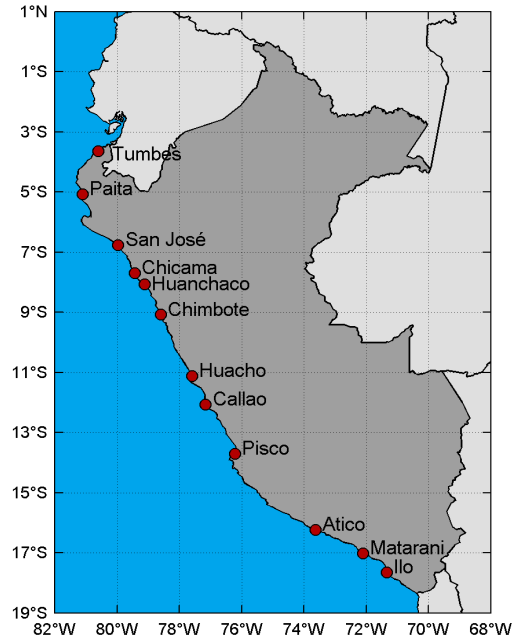 1°N
1°S
3°S
Tumbes
5°S
Paita
7°S
San José
Chicama
Huanchaco
9°S
Chimbote
11°S
Huacho
Callao
13°S
Pisco
15°S
Atico
17°S
Matarani
Ilo
19°S
82°W 80°W 78°W 76°W 74°W 72°W 70°W 68°W